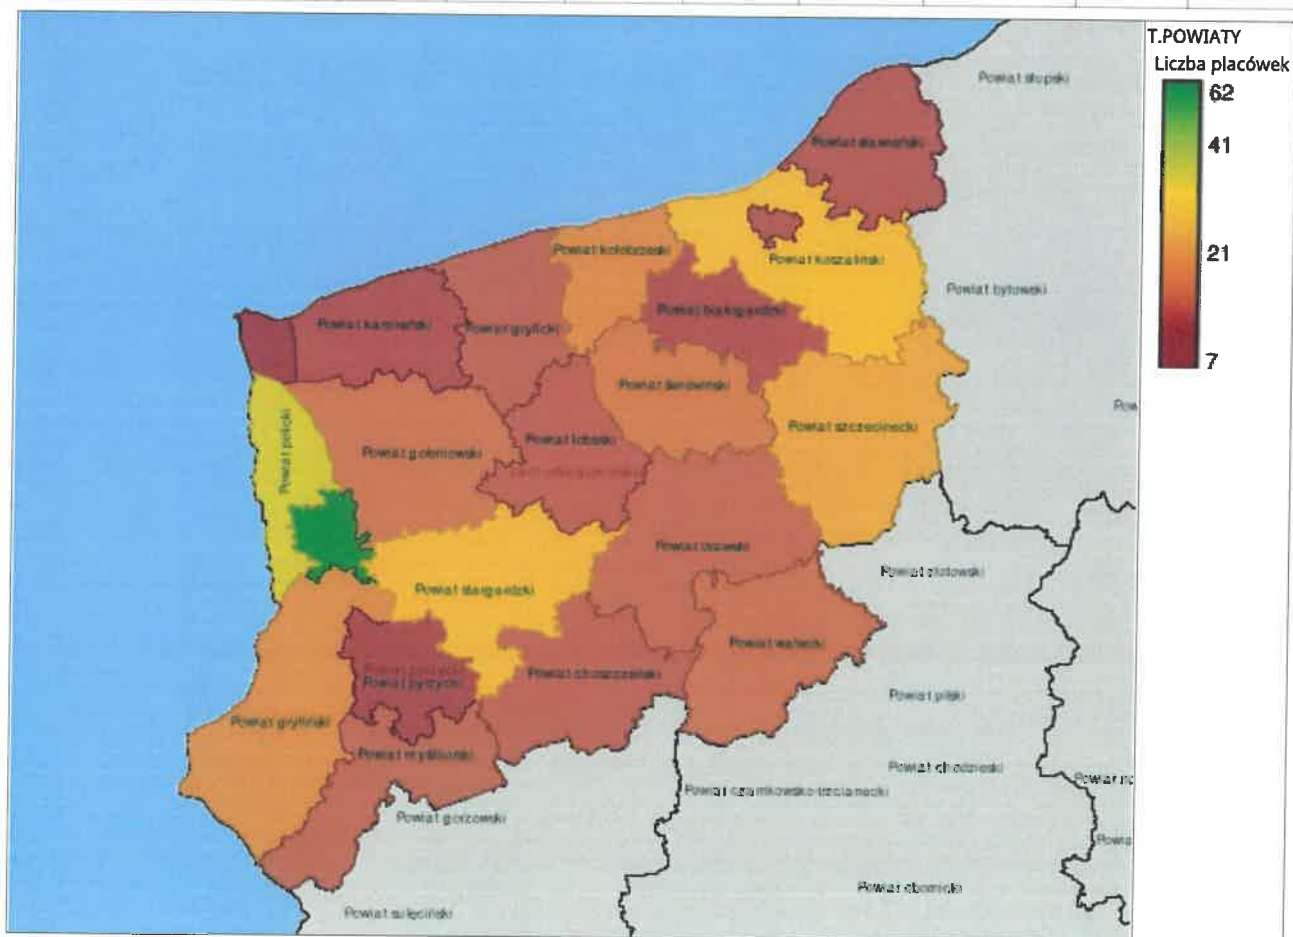 T.POWIATY
Liczba placówek
62
41
21
7
Powiat słupski
Powiat sławieński
Powiat kołobrzeski
Powiat koszaliński
Powiat bytowski
Powiat kamieński
Powiat gryficki
Powiat białogardzki
Powiat świdwiński
Pow
Powiat policki
Powiat goleniowski
Powiat łobeski
Powiat szczecinecki
Powiat drawski
Powiat złotowski
Powiat stargardzki
Powiat wałecki
Powiat choszczeński
Powiat pyrzycki
Powiat pilski
Powiat gryfiński
Powiat myśliborski
Powiat chodzieski
Powiat czarnkowsko-trzcianecki
Powiat gorzowski
Powia
Powiat obornicki
Powiat sulęciński